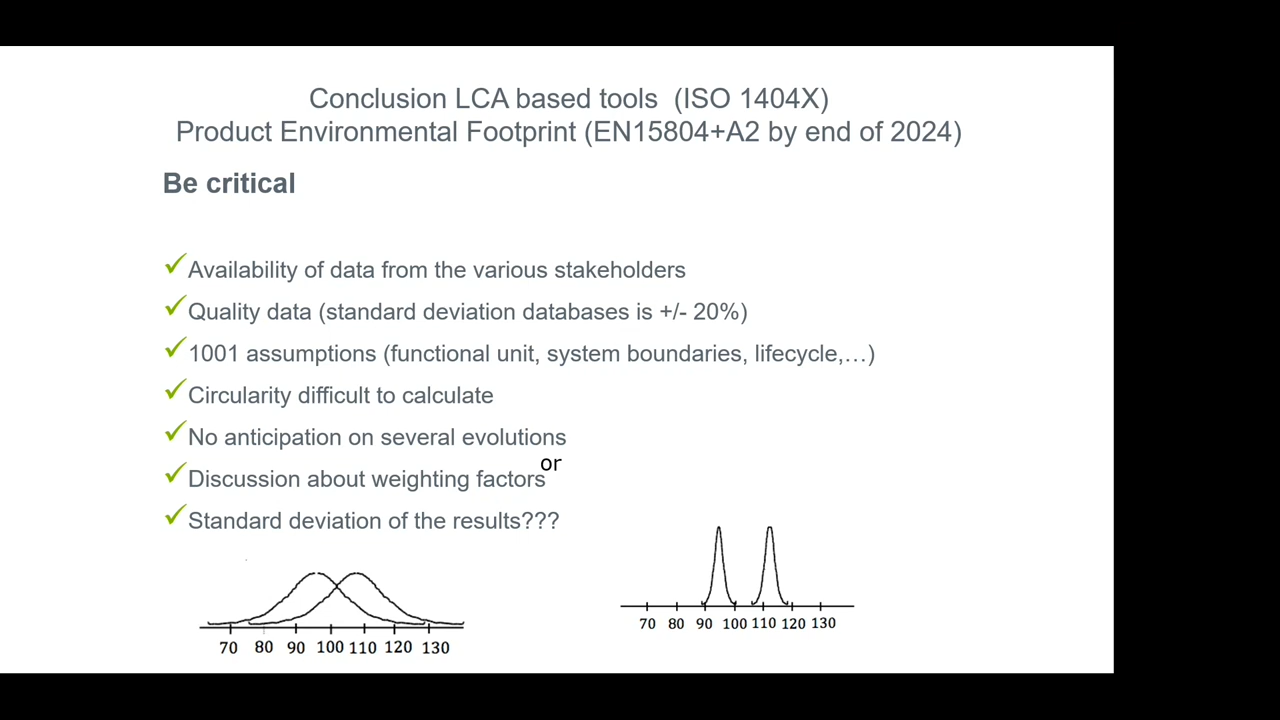 Conclusion LCA based tools (ISO 1404X)
Product Environmental Footprint (EN15804+A2 by end of 2024)
Be critical
Availability of data from the various stakeholders
Quality data (standard deviation databases is +/- 20%)
1001 assumptions (functional unit, system boundaries, lifecycle,…)
Circularity difficult to calculate
No anticipation on several evolutions
or
Discussion about weighting factors
Standard deviation of the results???
70 80 90 100 110 120 130
70 80 90 100 110 120 130